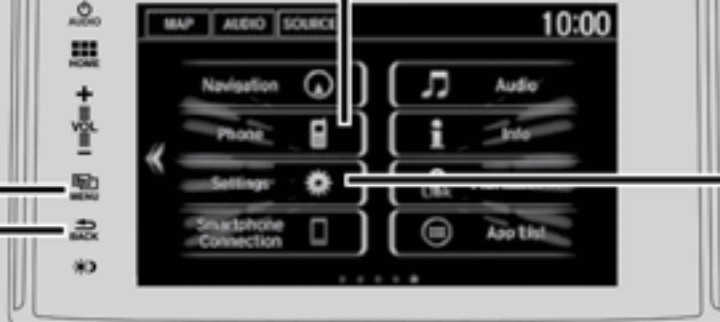 AUDIO
HOME
VOL
MENU
BACK
MAP AUDIO SOURCE 10:00
Navigation
Audio
Phone
Info
Settings
Smartphone
Connection
App List